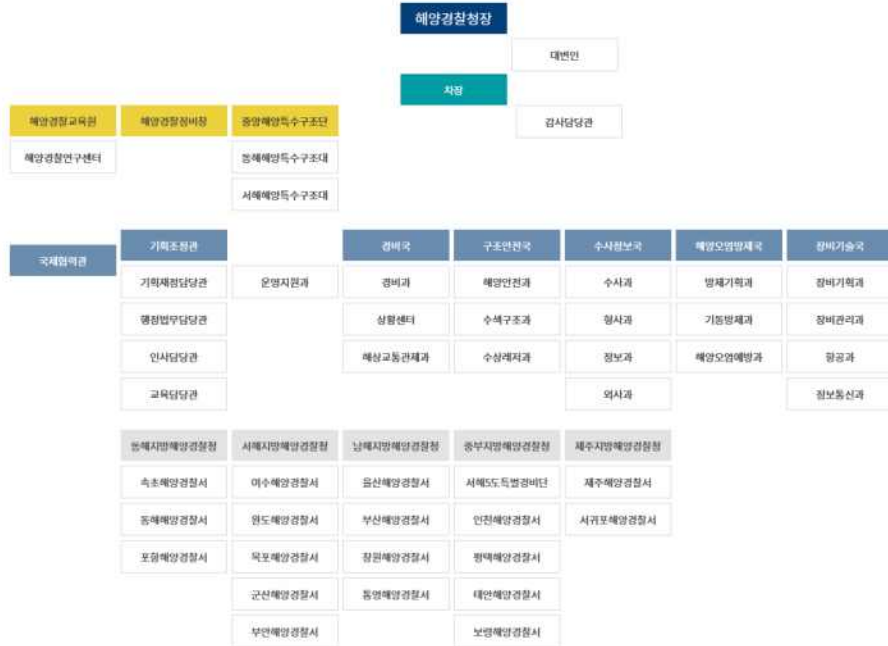 해양경찰청장
대변인
차장
감사담당관
해양경찰교육원 해양경찰정비창 중앙해양특수구조단
해양경찰연구센터 동해해양특수구조대
서해해양특수구조대
국제협력관 기획조정관 경비국 구조안전국 수사정보국 해양오염방제국 장비기술국
기획재정담당관 운영지원과 경비과 해양안전과 수사과 방제기획과 장비기획과
행정법무담당관 상황센터 수색구조과 형사과 기동방제과 장비관리과
인사담당관 해상교통관제과 수상레저과 정보과 해양오염예방과 항공과
교육담당관 외사과 정보통신과
동해지방해양경찰청 서해지방해양경찰청 남해지방해양경찰청 중부지방해양경찰청 제주지방해양경찰청
속초해양경찰서 여수해양경찰서 울산해양경찰서 서해5도특별경비단 제주해양경찰서
동해해양경찰서 완도해양경찰서 부산해양경찰서 인천해양경찰서 서귀포해양경찰서
포항해양경찰서 목포해양경찰서 창원해양경찰서 평택해양경찰서
군산해양경찰서 통영해양경찰서 태안해양경찰서
부안해양경찰서 보령해양경찰서